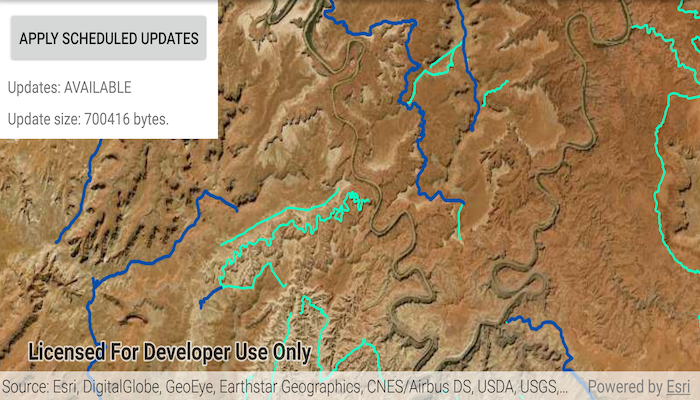 APPLY SCHEDULED UPDATES
Updates: AVAILABLE
Update size: 700416 bytes.
Licensed For Developer Use Only
Source: Esri, DigitalGlobe, GeoEye, Earthstar Geographics, CNES/Airbus DS, USDA, USGS,... Powered by Esri